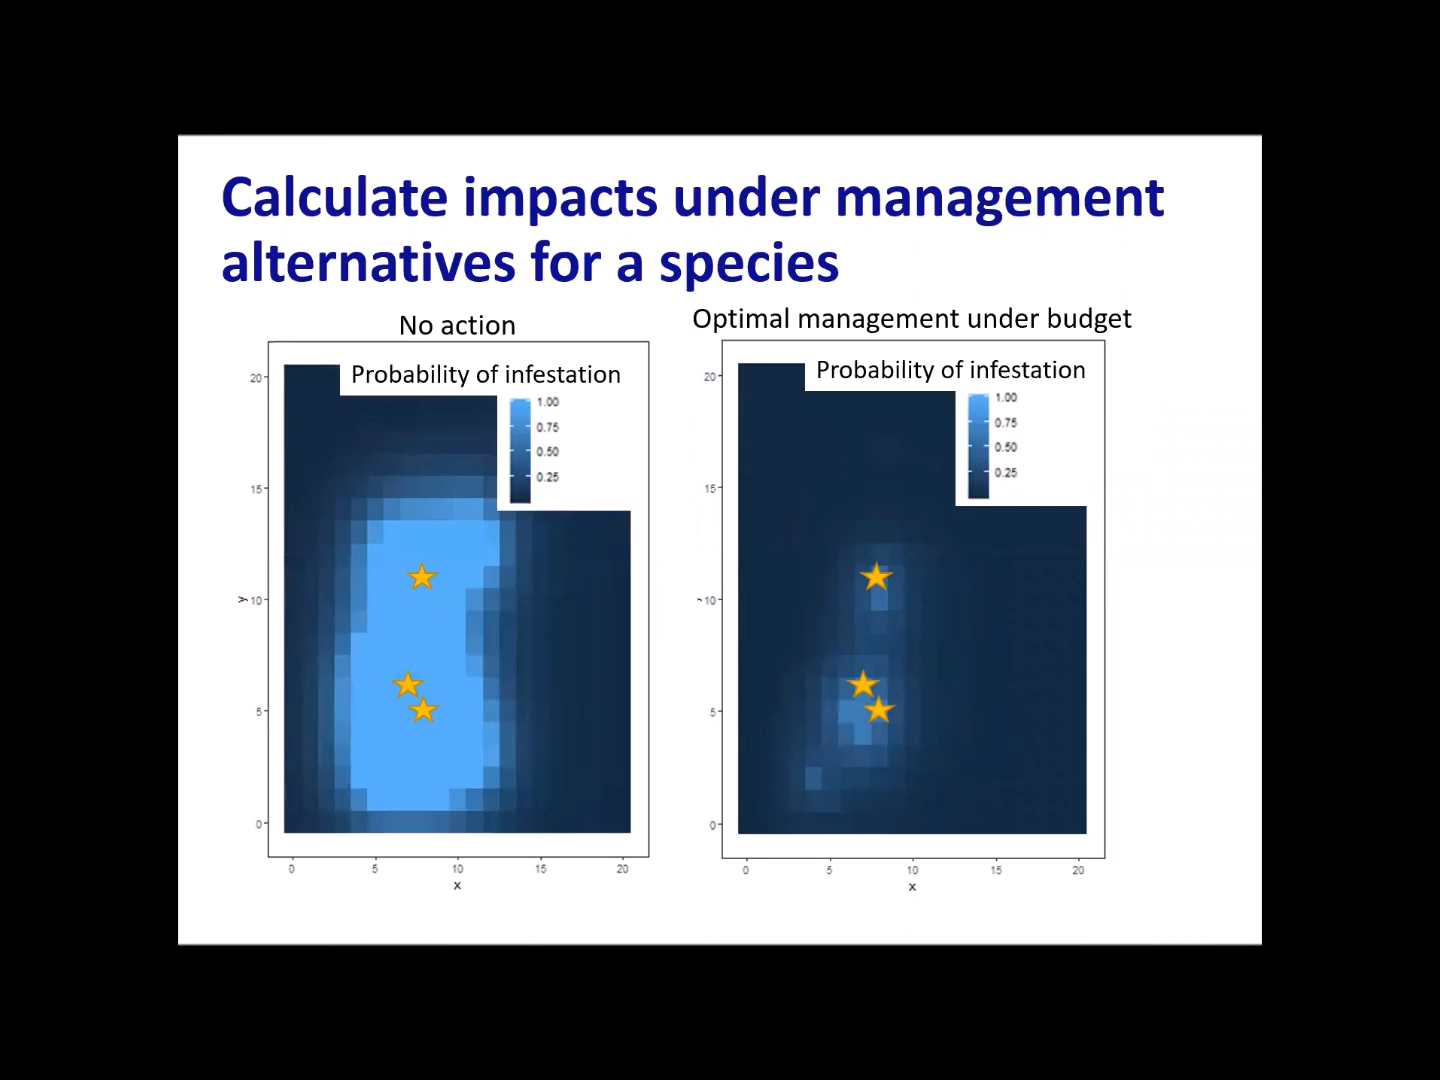 Calculate impacts under management
alternatives for a species
No action
Probability of infestation
1.00
0.75
0.50
0.25
20
15
10
5
0
y
0 5 10 15 20
x
Optimal management under budget
Probability of infestation
1.00
0.75
0.50
0.25
20
15
10
5
0
0 5 10 15 20
x